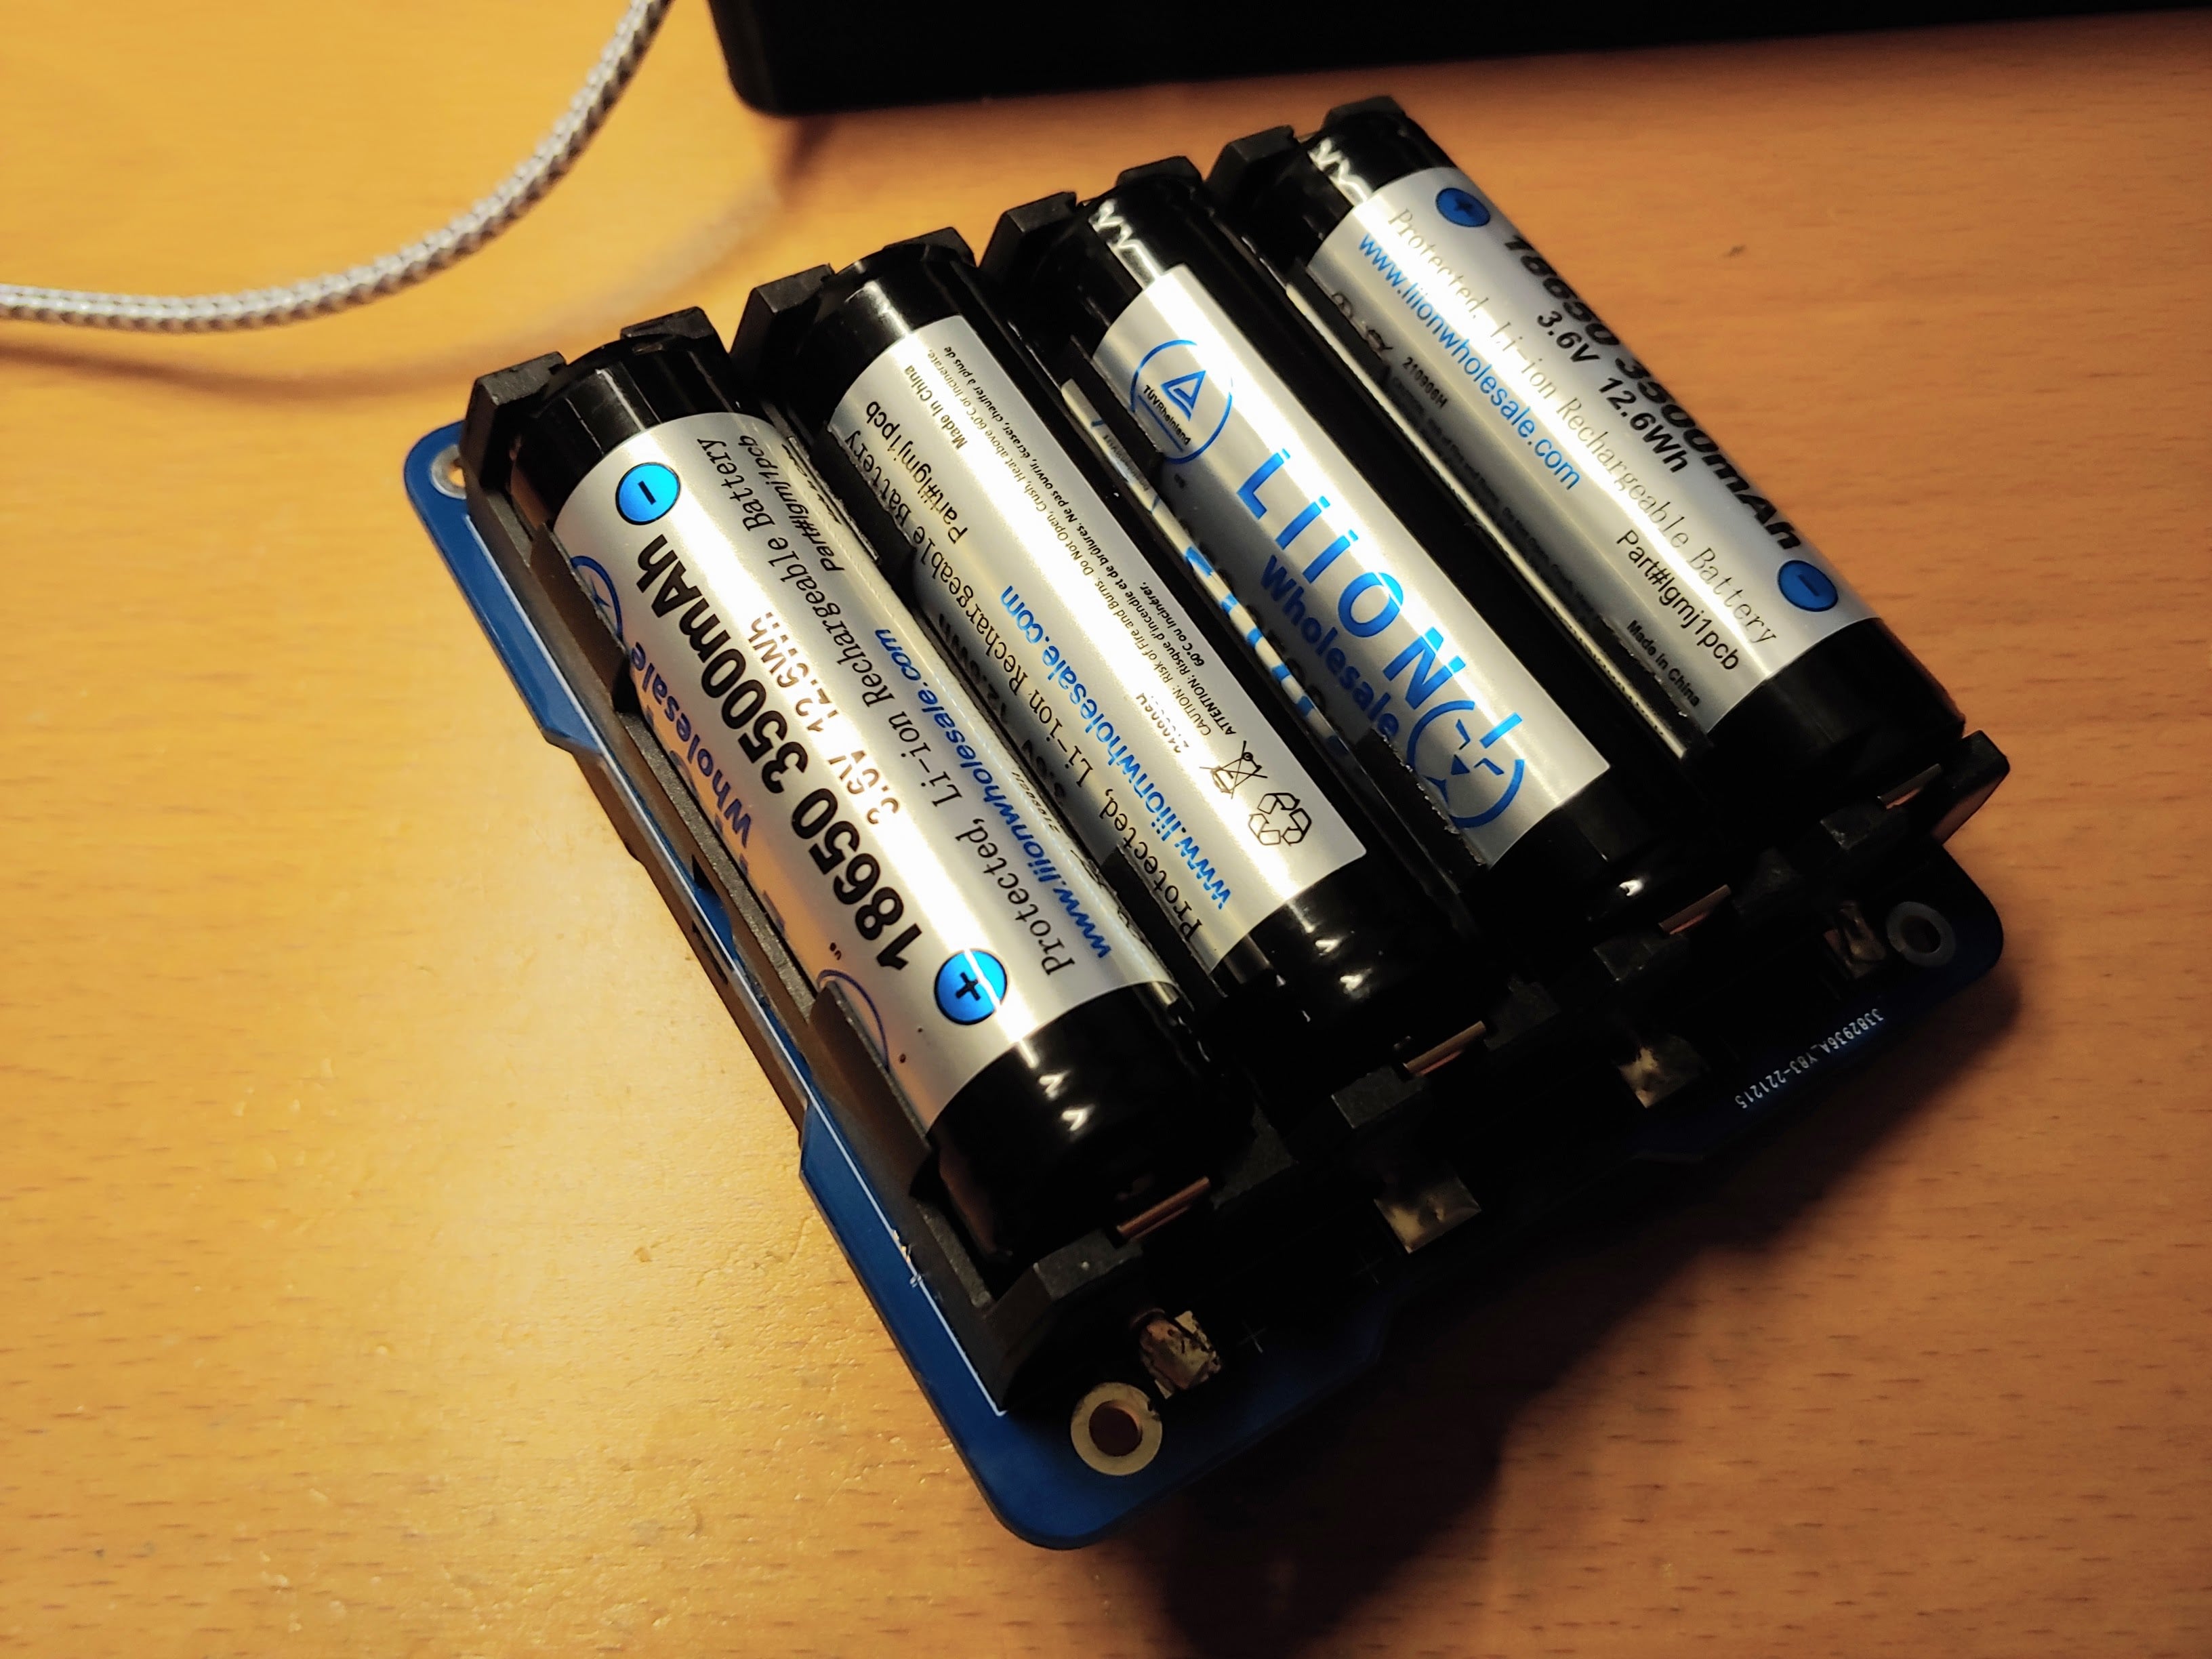 18650 3500mAh
3.6V 12.6Wh
Protected, Li-ion Rechargeable Battery
www.liionwholesale.com
Part#lgmj1pcb
Wholesale
+
-
Protected, Li-ion Rechargeable Battery
www.liionwholesale.com
Part#lgmj1pcb
Made in China
CAUTION: Risk of Fire and Burns. Do Not Open, Crush, Heat above 60°C or Incinerate.
ATTENTION: Risque d'Incendie et de brûlures. Ne pas ouvrir, écraser, chauffer à plus de
60°C ou Incinérer.
TÜVRheinland
LiiON
Wholesale
+
18650 3500mAh
-
3.6V 12.6Wh
Protected, Li-ion Rechargeable Battery
www.liionwholesale.com
Part#lgmj1pcb
Made in China
219906H
3382936A_Y83-221215